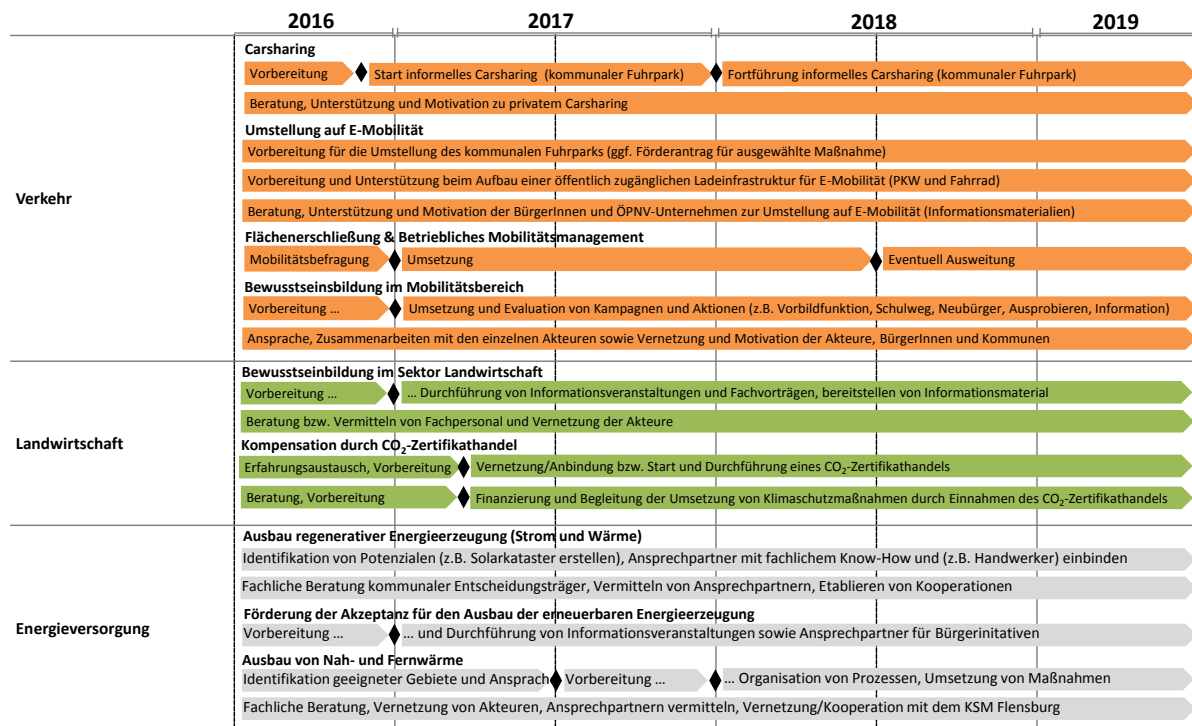 2016 2017 2018 2019
Verkehr
Carsharing
Vorbereitung Start informelles Carsharing (kommunaler Fuhrpark) Fortführung informelles Carsharing (kommunaler Fuhrpark)
Beratung, Unterstützung und Motivation zu privatem Carsharing
Umstellung auf E-Mobilität
Vorbereitung für die Umstellung des kommunalen Fuhrparks (ggf. Förderantrag für ausgewählte Maßnahme)
Vorbereitung und Unterstützung beim Aufbau einer öffentlich zugänglichen Ladeinfrastruktur für E-Mobilität (PKW und Fahrrad)
Beratung, Unterstützung und Motivation der BürgerInnen und ÖPNV-Unternehmen zur Umstellung auf E-Mobilität (Informationsmaterialien)
Flächenerschließung & Betriebliches Mobilitätsmanagement
Mobilitätsbefragung Umsetzung Eventuell Ausweitung
Bewusstseinsbildung im Mobilitätsbereich
Vorbereitung ... Umsetzung und Evaluation von Kampagnen und Aktionen (z.B. Vorbildfunktion, Schulweg, Neubürger, Ausprobieren, Information)
Ansprache, Zusammenarbeiten mit den einzelnen Akteuren sowie Vernetzung und Motivation der Akteure, BürgerInnen und Kommunen
Landwirtschaft
Bewusstseinbildung im Sektor Landwirtschaft
Vorbereitung ... ... Durchführung von Informationsveranstaltungen und Fachvorträgen, bereitstellen von Informationsmaterial
Beratung bzw. Vermitteln von Fachpersonal und Vernetzung der Akteure
Kompensation durch CO₂-Zertifikathandel
Erfahrungsaustausch, Vorbereitung Vernetzung/Anbindung bzw. Start und Durchführung eines CO₂-Zertifikathandels
Beratung, Vorbereitung Finanzierung und Begleitung der Umsetzung von Klimaschutzmaßnahmen durch Einnahmen des CO₂-Zertifikathandels
Energieversorgung
Ausbau regenerativer Energieerzeugung (Strom und Wärme)
Identifikation von Potenzialen (z.B. Solarkataster erstellen), Ansprechpartner mit fachlichem Know-How und (z.B. Handwerker) einbinden
Fachliche Beratung kommunaler Entscheidungsträger, Vermitteln von Ansprechpartnern, Etablieren von Kooperationen
Förderung der Akzeptanz für den Ausbau der erneuerbaren Energieerzeugung
Vorbereitung ... ... und Durchführung von Informationsveranstaltungen sowie Ansprechpartner für Bürgerinitativen
Ausbau von Nah- und Fernwärme
Identifikation geeigneter Gebiete und Ansprach Vorbereitung ... ... Organisation von Prozessen, Umsetzung von Maßnahmen
Fachliche Beratung, Vernetzung von Akteuren, Ansprechpartnern vermitteln, Vernetzung/Kooperation mit dem KSM Flensburg